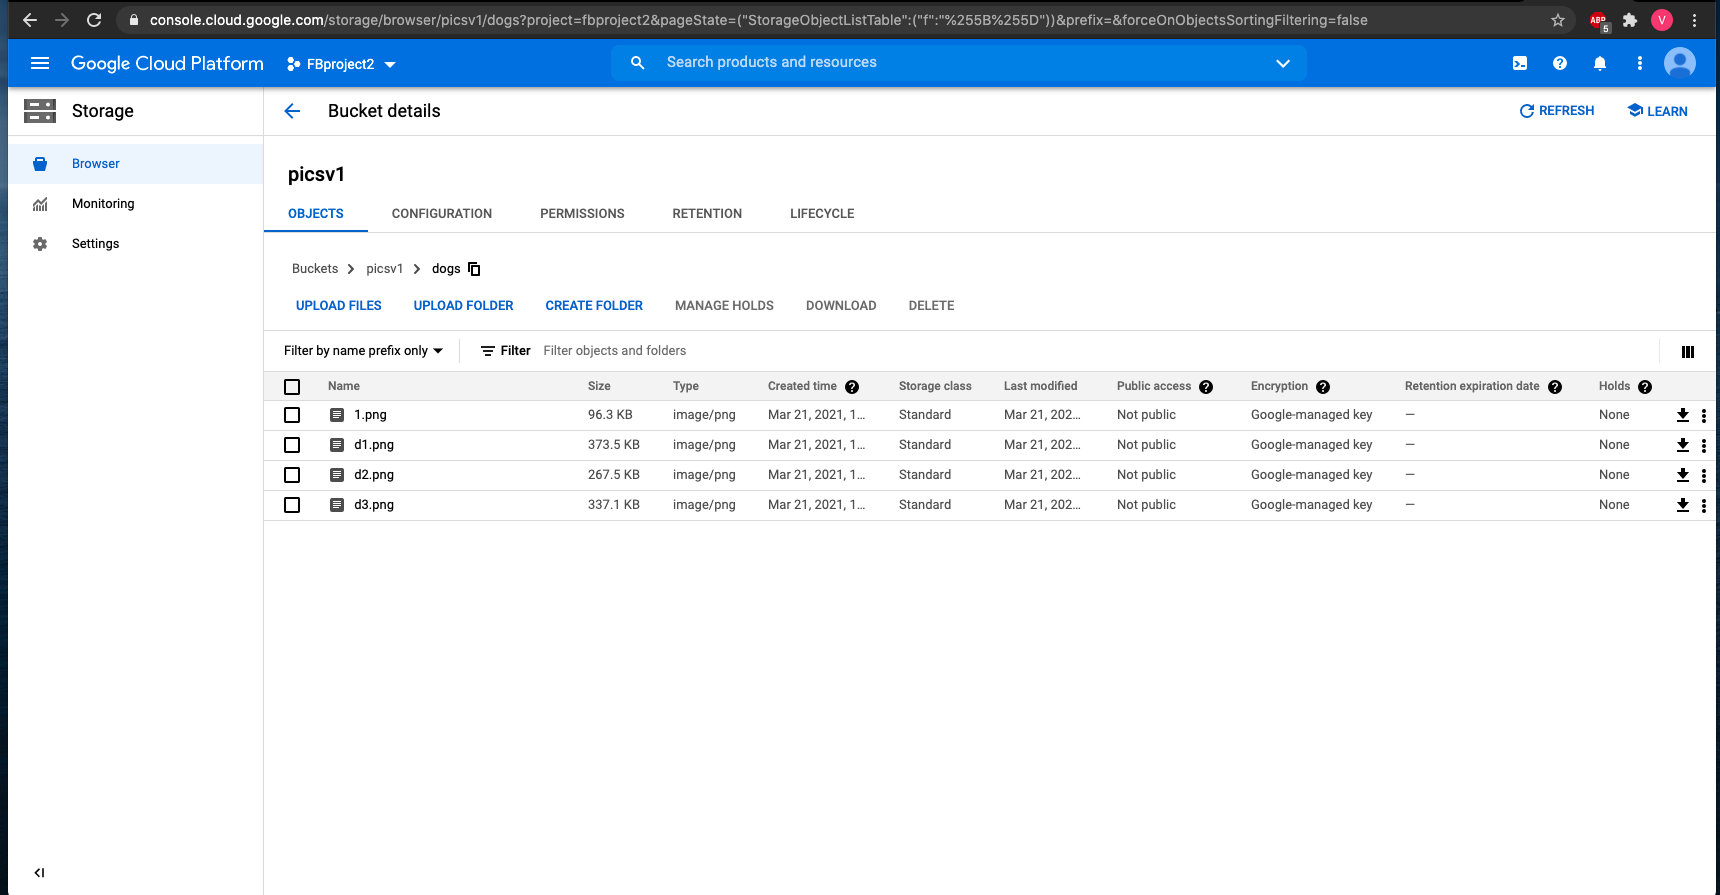 console.cloud.google.com/storage/browser/picsv1/dogs?project=fbproject2&pageState=("StorageObjectListTable":("f":"%255B%255D"))&prefix=&forceOnObjectsSortingFiltering=false ABP 5 V
Google Cloud Platform FBproject2 Search products and resources
Storage Bucket details REFRESH LEARN
Browser
Monitoring
Settings
picsv1
OBJECTS CONFIGURATION PERMISSIONS RETENTION LIFECYCLE
Buckets > picsv1 > dogs
UPLOAD FILES UPLOAD FOLDER CREATE FOLDER MANAGE HOLDS DOWNLOAD DELETE
Filter by name prefix only Filter Filter objects and folders
Name Size Type Created time ? Storage class Last modified Public access ? Encryption ? Retention expiration date ? Holds ?
1.png 96.3 KB image/png Mar 21, 2021, 1... Standard Mar 21, 202... Not public Google-managed key — None
d1.png 373.5 KB image/png Mar 21, 2021, 1... Standard Mar 21, 202... Not public Google-managed key — None
d2.png 267.5 KB image/png Mar 21, 2021, 1... Standard Mar 21, 202... Not public Google-managed key — None
d3.png 337.1 KB image/png Mar 21, 2021, 1... Standard Mar 21, 202... Not public Google-managed key — None